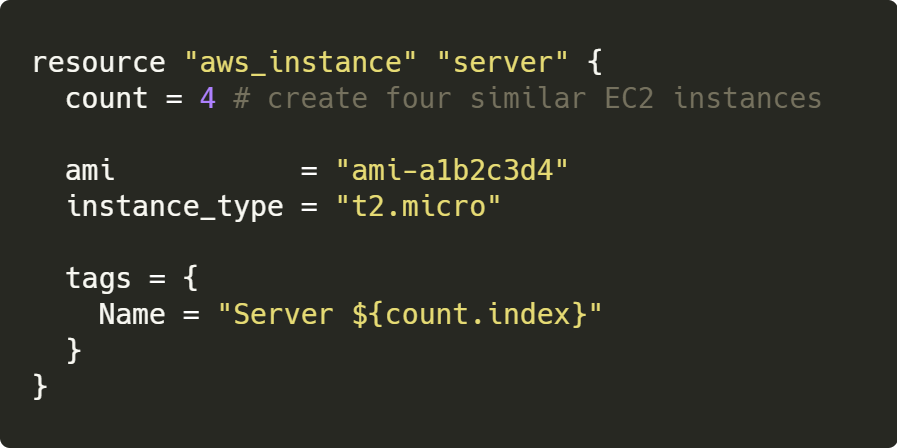 resource "aws_instance" "server" {
  count = 4 # create four similar EC2 instances

  ami           = "ami-a1b2c3d4"
  instance_type = "t2.micro"

  tags = {
    Name = "Server ${count.index}"
  }
}